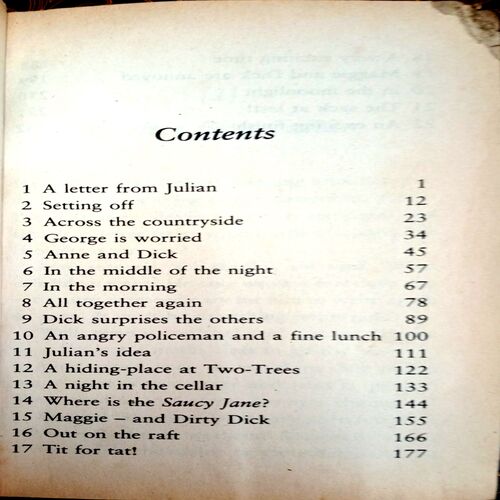 Contents
1 A letter from Julian 1
2 Setting off 12
3 Across the countryside 23
4 George is worried 34
5 Anne and Dick 45
6 In the middle of the night 57
7 In the morning 67
8 All together again 78
9 Dick surprises the others 89
10 An angry policeman and a fine lunch 100
11 Julian's idea 111
12 A hiding-place at Two-Trees 122
13 A night in the cellar 133
14 Where is the Saucy Jane? 144
15 Maggie – and Dirty Dick 155
16 Out on the raft 166
17 Tit for tat! 177